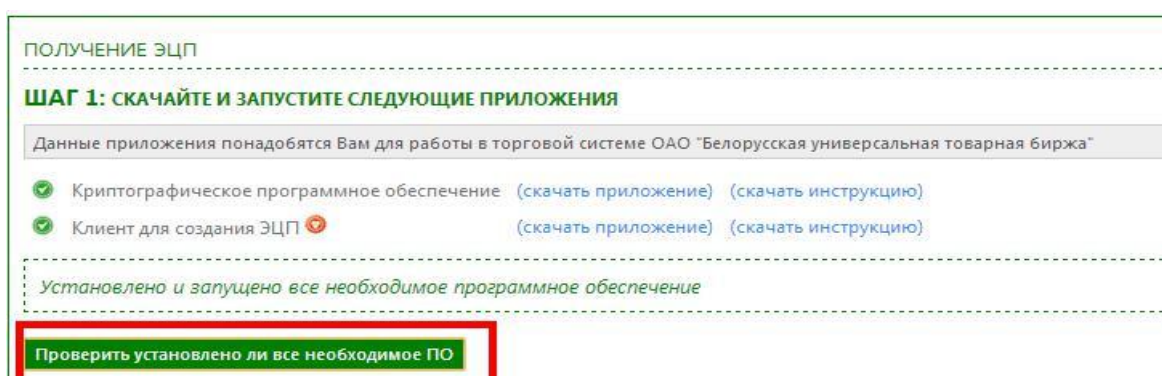 ПОЛУЧЕНИЕ ЭЦП
ШАГ 1: СКАЧАЙТЕ И ЗАПУСТИТЕ СЛЕДУЮЩИЕ ПРИЛОЖЕНИЯ
Данные приложения понадобятся Вам для работы в торговой системе ОАО "Белорусская универсальная товарная биржа"
Криптографическое программное обеспечение (скачать приложение) (скачать инструкцию)
Клиент для создания ЭЦП (скачать приложение) (скачать инструкцию)
Установлено и запущено все необходимое программное обеспечение
Проверить установлено ли все необходимое ПО